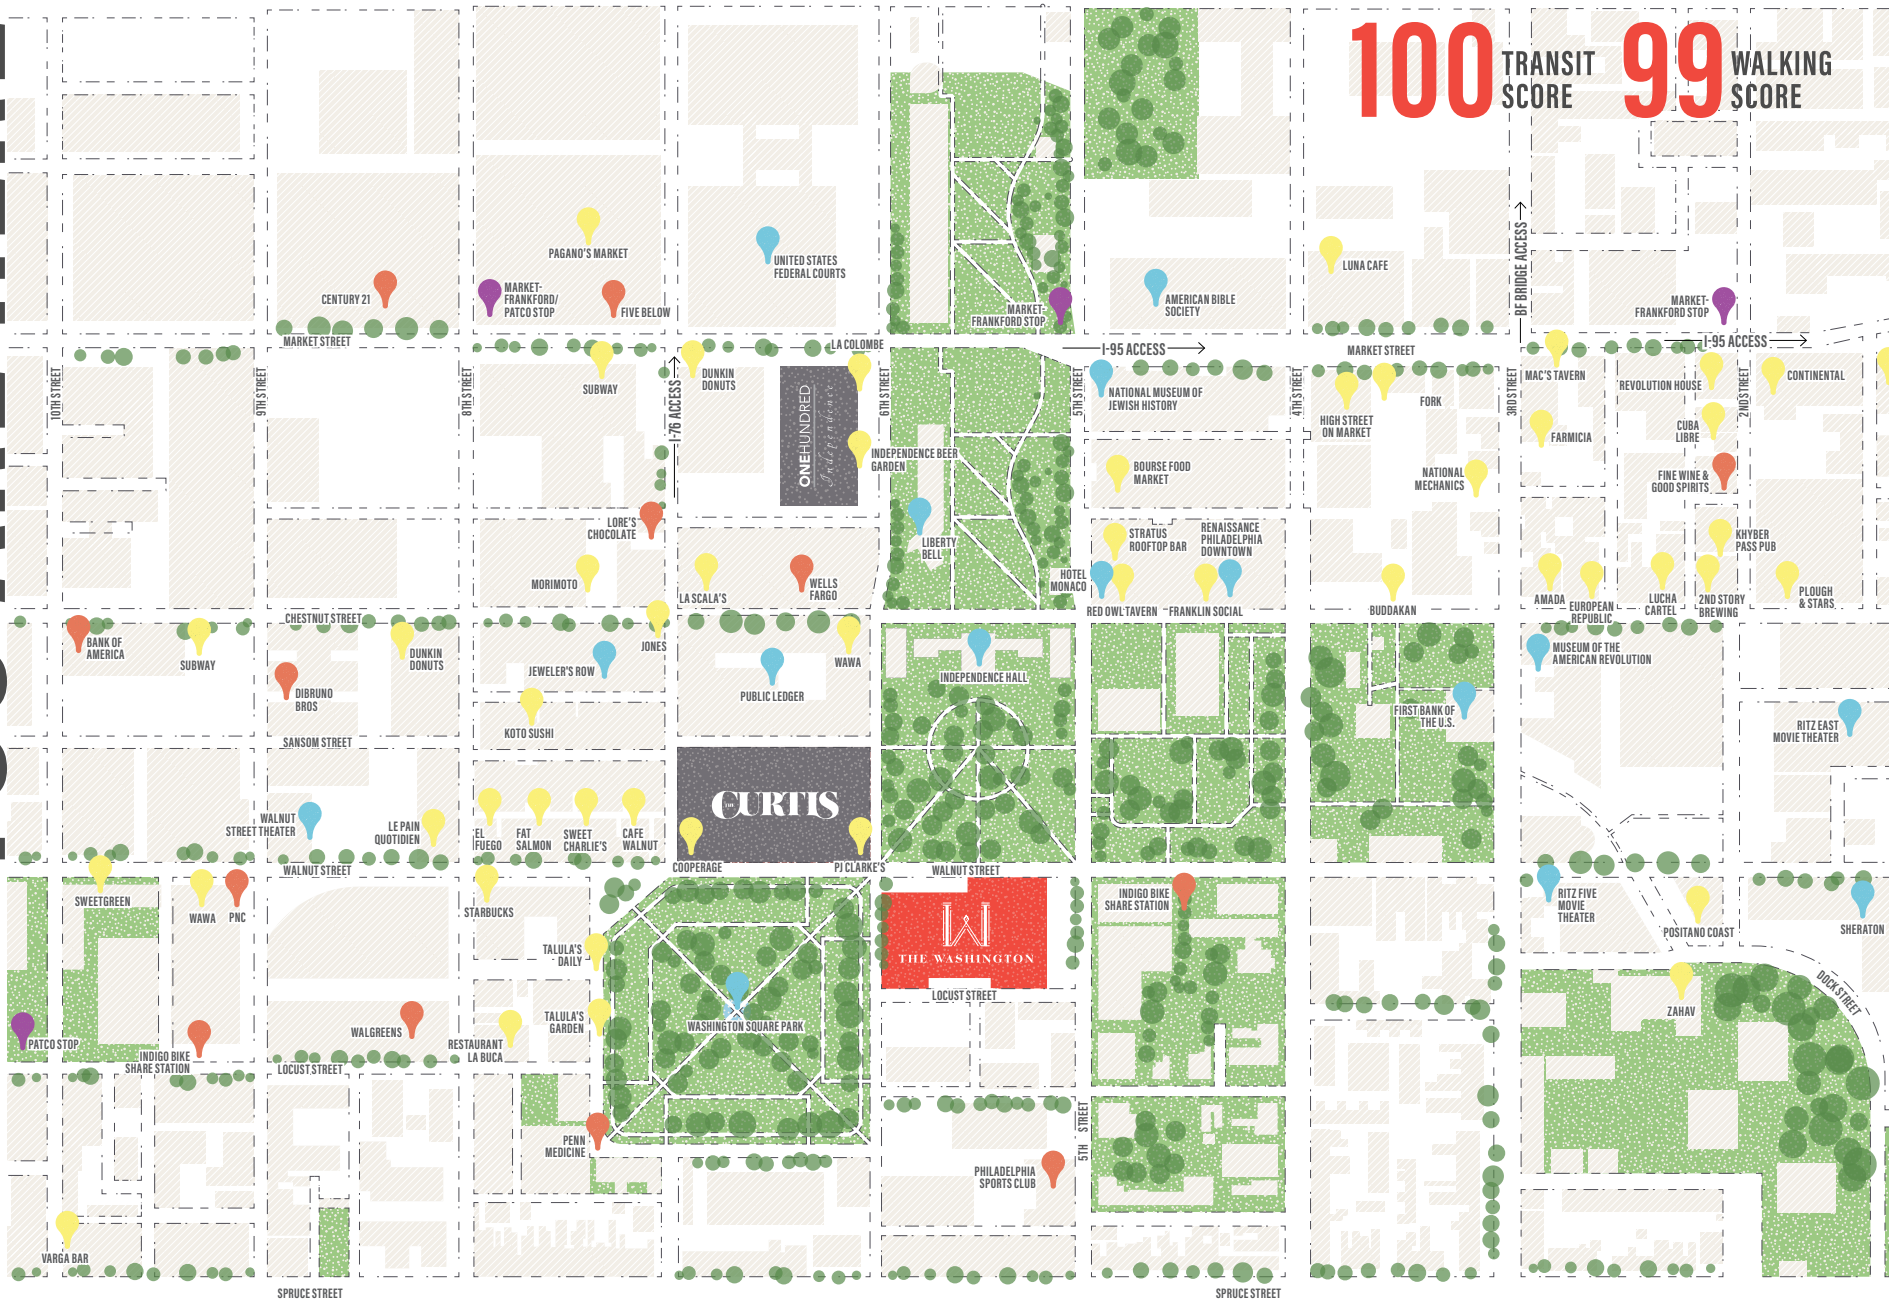 100
TRANSIT
SCORE
99
WALKING
SCORE
PAGANO'S MARKET
UNITED STATES
FEDERAL COURTS
LUNA CAFE
BF BRIDGE ACCESS
CENTURY 21
MARKET-
FRANKFORD/
PATCO STOP
FIVE BELOW
MARKET-
FRANKFORD STOP
AMERICAN BIBLE
SOCIETY
MARKET-
FRANKFORD STOP
MARKET STREET
LA COLOMBE
I-95 ACCESS
MARKET STREET
I-95 ACCESS
10TH STREET
9TH STREET
8TH STREET
SUBWAY
I-76 ACCESS
DUNKIN
DONUTS
ONEHUNDRED
Independence
6TH STREET
5TH STREET
NATIONAL MUSEUM OF
JEWISH HISTORY
4TH STREET
HIGH STREET
ON MARKET
FORK
3RD STREET
MAC'S TAVERN
REVOLUTION HOUSE
2ND STREET
CONTINENTAL
INDEPENDENCE BEER
GARDEN
BOURSE FOOD
MARKET
NATIONAL
MECHANICS
FARMICIA
CUBA
LIBRE
FINE WINE &
GOOD SPIRITS
LORE'S
CHOCOLATE
LIBERTY
BELL
STRATUS
ROOFTOP BAR
RENAISSANCE
PHILADELPHIA
DOWNTOWN
KHYBER
PASS PUB
MORIMOTO
LA SCALA'S
WELLS
FARGO
HOTEL
MONACO
RED OWL TAVERN
FRANKLIN SOCIAL
BUDDAKAN
AMADA
EUROPEAN
REPUBLIC
LUCHA
CARTEL
2ND STORY
BREWING
PLOUGH
& STARS
CHESTNUT STREET
BANK OF
AMERICA
SUBWAY
DUNKIN
DONUTS
JONES
WAWA
DIBRUNO
BROS
JEWELER'S ROW
PUBLIC LEDGER
INDEPENDENCE HALL
MUSEUM OF THE
AMERICAN REVOLUTION
FIRST BANK OF
THE U.S.
RITZ EAST
MOVIE THEATER
KOTO SUSHI
SANSOM STREET
THE
CURTIS
WALNUT
STREET THEATER
LE PAIN
QUOTIDIEN
EL
FUEGO
FAT
SALMON
SWEET
CHARLIE'S
CAFE
WALNUT
COOPERAGE
PJ CLARKE'S
WALNUT STREET
WALNUT STREET
SWEETGREEN
WAWA
PNC
STARBUCKS
INDIGO BIKE
SHARE STATION
RITZ FIVE
MOVIE
THEATER
POSITANO COAST
SHERATON
TALULA'S
DAILY
W
THE WASHINGTON
LOCUST STREET
DOCK STREET
ZAHAV
TALULA'S
GARDEN
WASHINGTON SQUARE PARK
PATCO STOP
INDIGO BIKE
SHARE STATION
WALGREENS
RESTAURANT
LA BUCA
LOCUST STREET
PENN
MEDICINE
5TH STREET
PHILADELPHIA
SPORTS CLUB
VARGA BAR
SPRUCE STREET
SPRUCE STREET